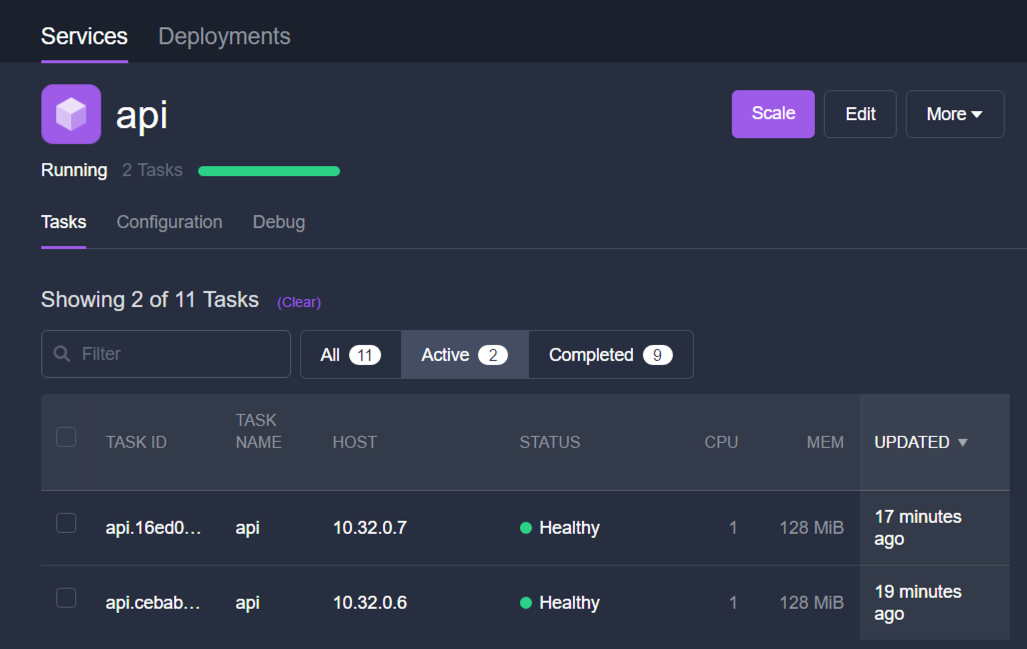 Services Deployments
api
Scale Edit More
Running 2 Tasks
Tasks Configuration Debug
Showing 2 of 11 Tasks (Clear)
Filter All 11 Active 2 Completed 9
TASK ID TASK NAME HOST STATUS CPU MEM UPDATED
api.16ed0... api 10.32.0.7 Healthy 1 128 MiB 17 minutes ago
api.cebab... api 10.32.0.6 Healthy 1 128 MiB 19 minutes ago